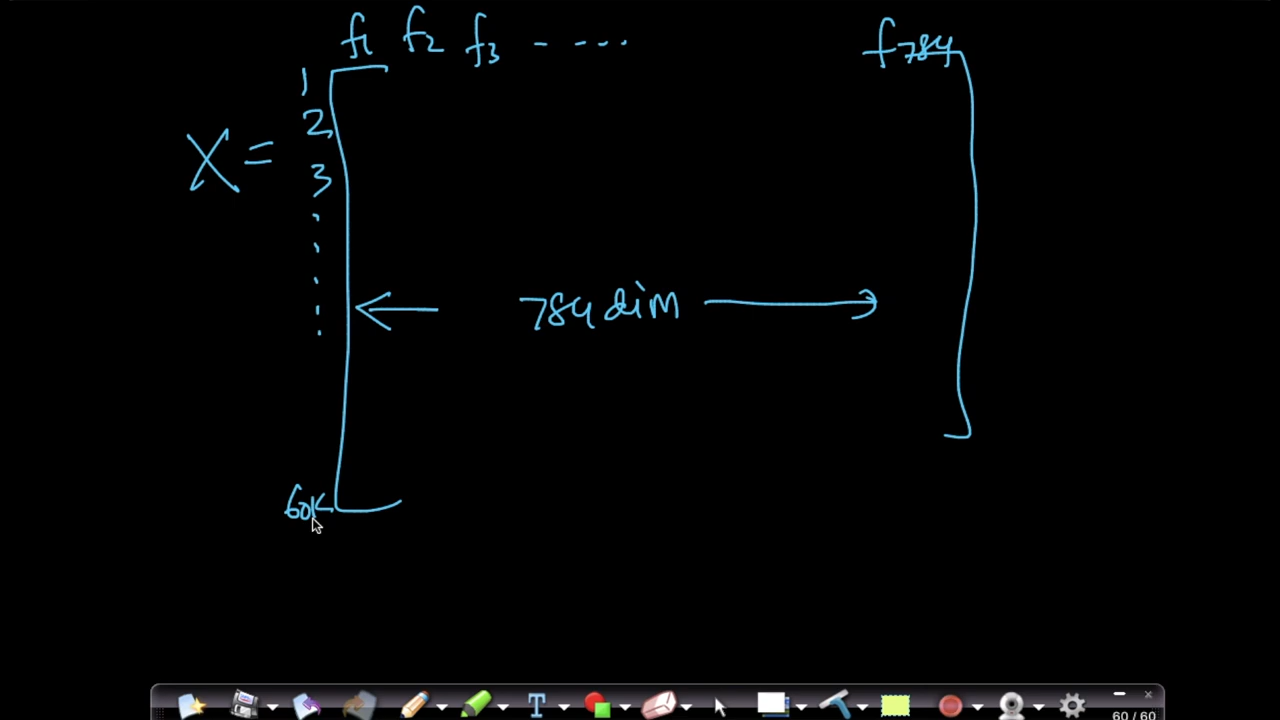 f1 f2 f3 - - - . . f784
1
2
X = 3
784 dim
60K
T
60 / 60